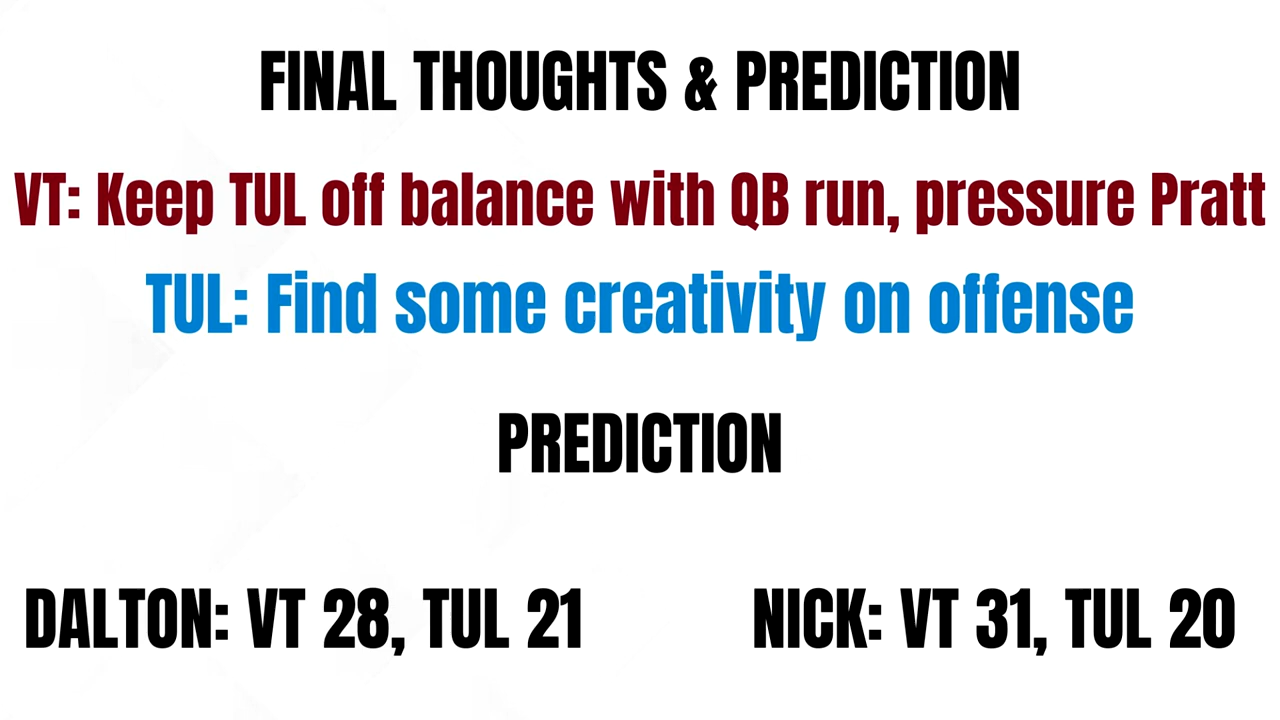 FINAL THOUGHTS & PREDICTION
VT: Keep TUL off balance with QB run, pressure Pratt
TUL: Find some creativity on offense
PREDICTION
DALTON: VT 28, TUL 21
NICK: VT 31, TUL 20